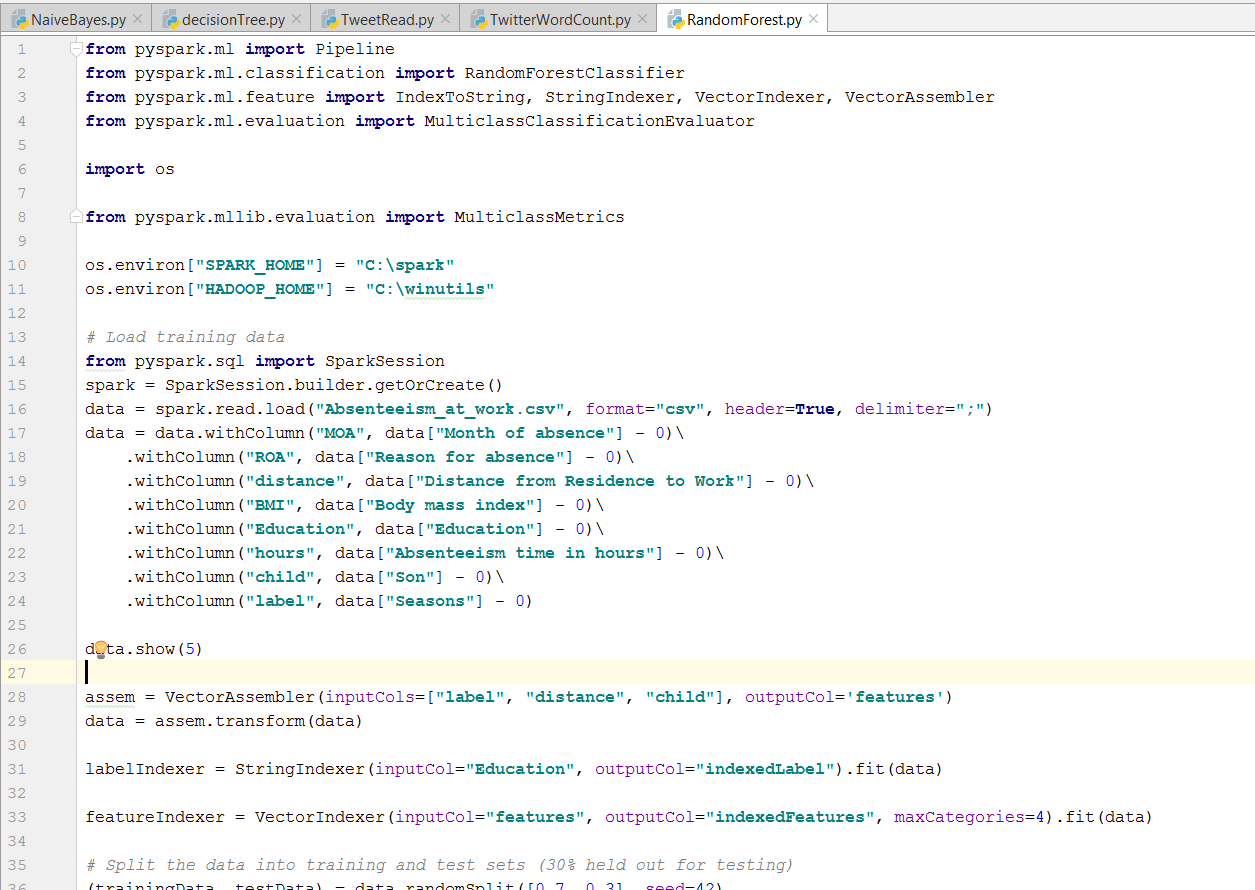 NaiveBayes.py decisionTree.py TweetRead.py TwitterWordCount.py RandomForest.py
1 from pyspark.ml import Pipeline
2 from pyspark.ml.classification import RandomForestClassifier
3 from pyspark.ml.feature import IndexToString, StringIndexer, VectorIndexer, VectorAssembler
4 from pyspark.ml.evaluation import MulticlassClassificationEvaluator
5
6 import os
7
8 from pyspark.mllib.evaluation import MulticlassMetrics
9
10 os.environ["SPARK_HOME"] = "C:\spark"
11 os.environ["HADOOP_HOME"] = "C:\winutils"
12
13 # Load training data
14 from pyspark.sql import SparkSession
15 spark = SparkSession.builder.getOrCreate()
16 data = spark.read.load("Absenteeism_at_work.csv", format="csv", header=True, delimiter=";")
17 data = data.withColumn("MOA", data["Month of absence"] - 0)\
18 .withColumn("ROA", data["Reason for absence"] - 0)\
19 .withColumn("distance", data["Distance from Residence to Work"] - 0)\
20 .withColumn("BMI", data["Body mass index"] - 0)\
21 .withColumn("Education", data["Education"] - 0)\
22 .withColumn("hours", data["Absenteeism time in hours"] - 0)\
23 .withColumn("child", data["Son"] - 0)\
24 .withColumn("label", data["Seasons"] - 0)
25
26 data.show(5)
27
28 assem = VectorAssembler(inputCols=["label", "distance", "child"], outputCol='features')
29 data = assem.transform(data)
30
31 labelIndexer = StringIndexer(inputCol="Education", outputCol="indexedLabel").fit(data)
32
33 featureIndexer = VectorIndexer(inputCol="features", outputCol="indexedFeatures", maxCategories=4).fit(data)
34
35 # Split the data into training and test sets (30% held out for testing)
36 (trainingData, testData) = data.randomSplit([0.7, 0.3], seed=42)